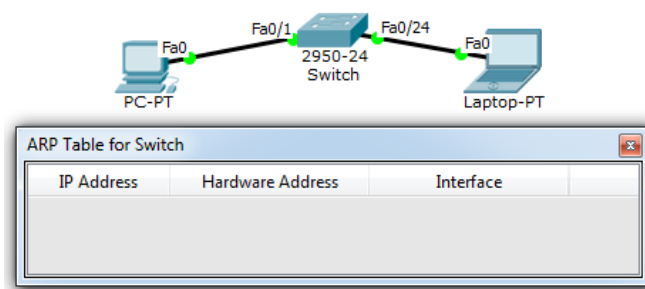 Fa0/1
Fa0/24
Fa0
Fa0
2950-24
Switch
PC-PT
Laptop-PT
ARP Table for Switch
IP Address
Hardware Address
Interface